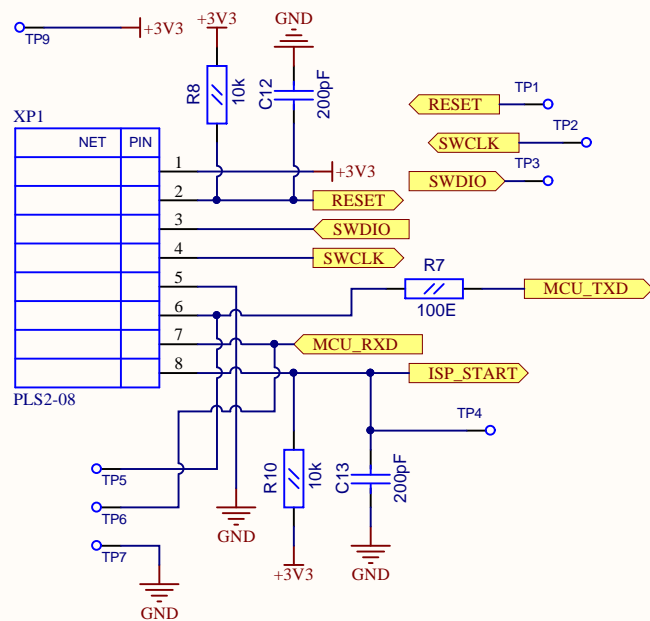 +3V3
GND
TP9
+3V3
R8
10k
C12
200pF
TP1
RESET
TP2
SWCLK
TP3
SWDIO
XP1
NET
PIN
1
+3V3
2
RESET
3
SWDIO
4
SWCLK
5
R7
6
100E
MCU_TXD
7
MCU_RXD
8
ISP_START
PLS2-08
TP4
TP5
R10
10k
C13
200pF
TP6
GND
TP7
+3V3
GND
GND